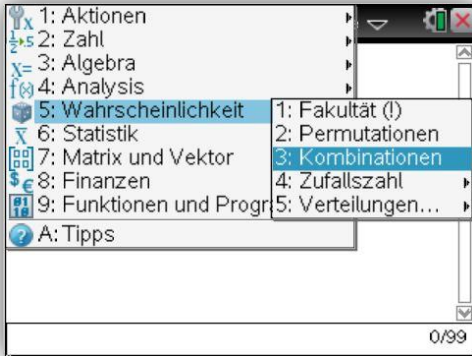 1: Aktionen
2: Zahl
3: Algebra
4: Analysis
5: Wahrscheinlichkeit
6: Statistik
7: Matrix und Vektor
8: Finanzen
9: Funktionen und Progr
A: Tipps
1: Fakultät (!)
2: Permutationen
3: Kombinationen
4: Zufallszahl
5: Verteilungen...
0/99